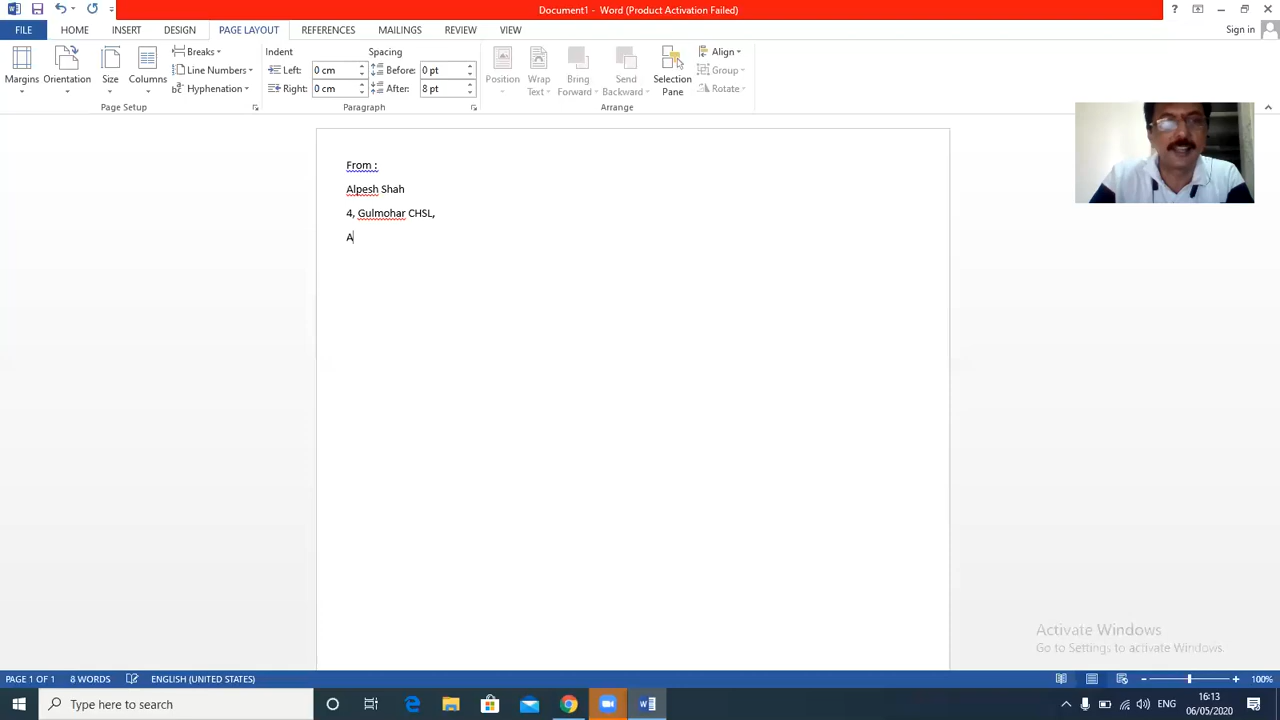 Document1 - Word (Product Activation Failed)
FILE HOME INSERT DESIGN PAGE LAYOUT REFERENCES MAILINGS REVIEW VIEW Sign in
Margins
Orientation
Size
Columns
Breaks
Line Numbers
Hyphenation
Page Setup
Indent
Left: 0 cm
Right: 0 cm
Spacing
Before: 0 pt
After: 8 pt
Paragraph
Position
Wrap Text
Bring Forward
Send Backward
Selection Pane
Align
Group
Rotate
Arrange
From :
Alpesh Shah
4, Gulmohar CHSL,
A
Activate Windows
Go to Settings to activate Windows.
PAGE 1 OF 1 8 WORDS ENGLISH (UNITED STATES) 100%
Type here to search
ENG
16:13
06/05/2020